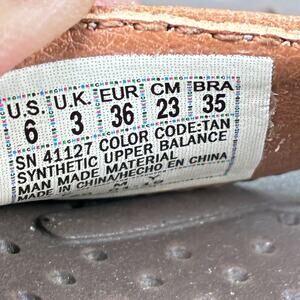 U.S. U.K. EUR CM BRA
6 3 36 23 35
SN 41127 COLOR CODE:TAN
SYNTHETIC UPPER BALANCE
MAN MADE MATERIAL
MADE IN CHINA/HECHO EN CHINA